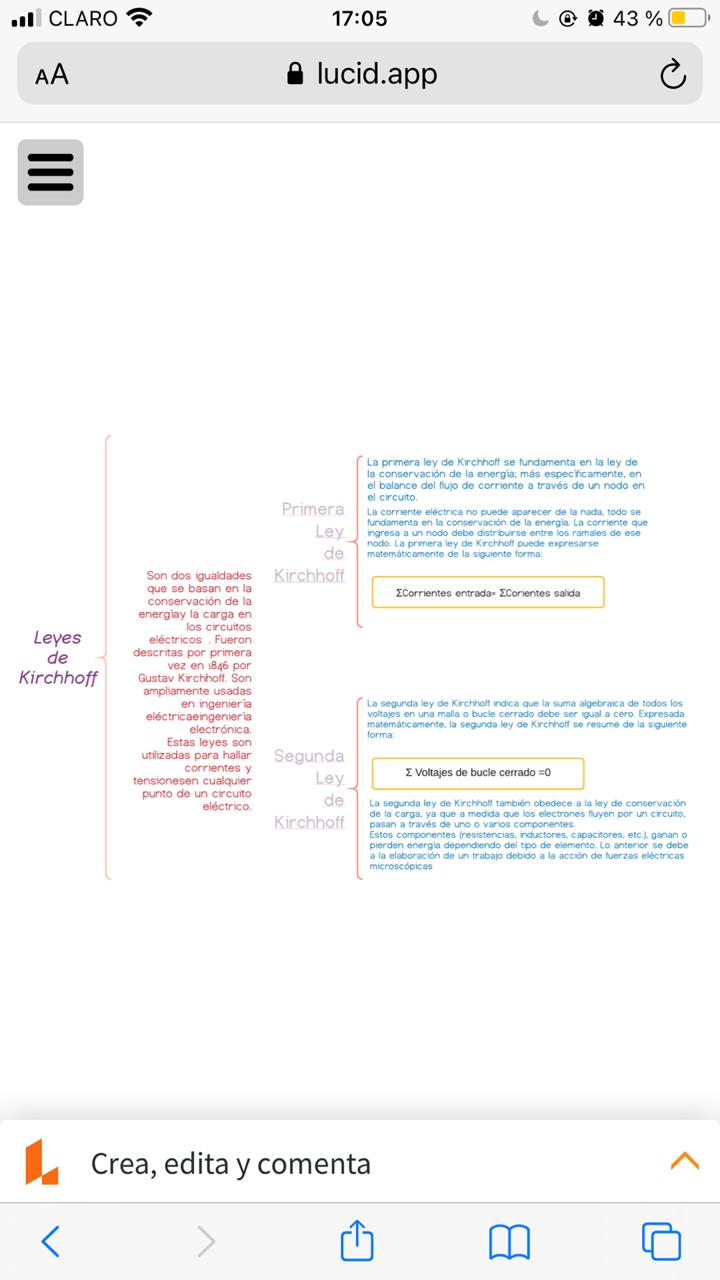 CLARO
17:05
43 %
AA
lucid.app
Leyes
de
Kirchhoff
Son dos igualdades
que se basan en la
conservación de la
energíay la carga en
los circuitos
eléctricos . Fueron
descritas por primera
vez en 1846 por
Gustav Kirchhoff. Son
ampliamente usadas
en ingeniería
eléctricaeingeniería
electrónica.
Estas leyes son
utilizadas para hallar
corrientes y
tensionesen cualquier
punto de un circuito
eléctrico.
Primera
Ley
de
Kirchhoff
La primera ley de Kirchhoff se fundamenta en la ley de
la conservación de la energía; más específicamente, en
el balance del flujo de corriente a través de un nodo en
el circuito.
La corriente eléctrica no puede aparecer de la nada, todo se
fundamenta en la conservación de la energía. La corriente que
ingresa a un nodo debe distribuirse entre los ramales de ese
nodo. La primera ley de Kirchhoff puede expresarse
matemáticamente de la siguiente forma:
ΣCorrientes entrada= ΣCorientes salida
Segunda
Ley
de
Kirchhoff
La segunda ley de Kirchhoff indica que la suma algebraica de todos los
voltajes en una malla o bucle cerrado debe ser igual a cero. Expresada
matemáticamente, la segunda ley de Kirchhoff se resume de la siguiente
forma:
Σ Voltajes de bucle cerrado =0
La segunda ley de Kirchhoff también obedece a la ley de conservación
de la carga, ya que a medida que los electrones fluyen por un circuito,
pasan a través de uno o varios componentes.
Estos componentes (resistencias, inductores, capacitores, etc.), ganan o
pierden energía dependiendo del tipo de elemento. Lo anterior se debe
a la elaboración de un trabajo debido a la acción de fuerzas eléctricas
microscópicas
Crea, edita y comenta